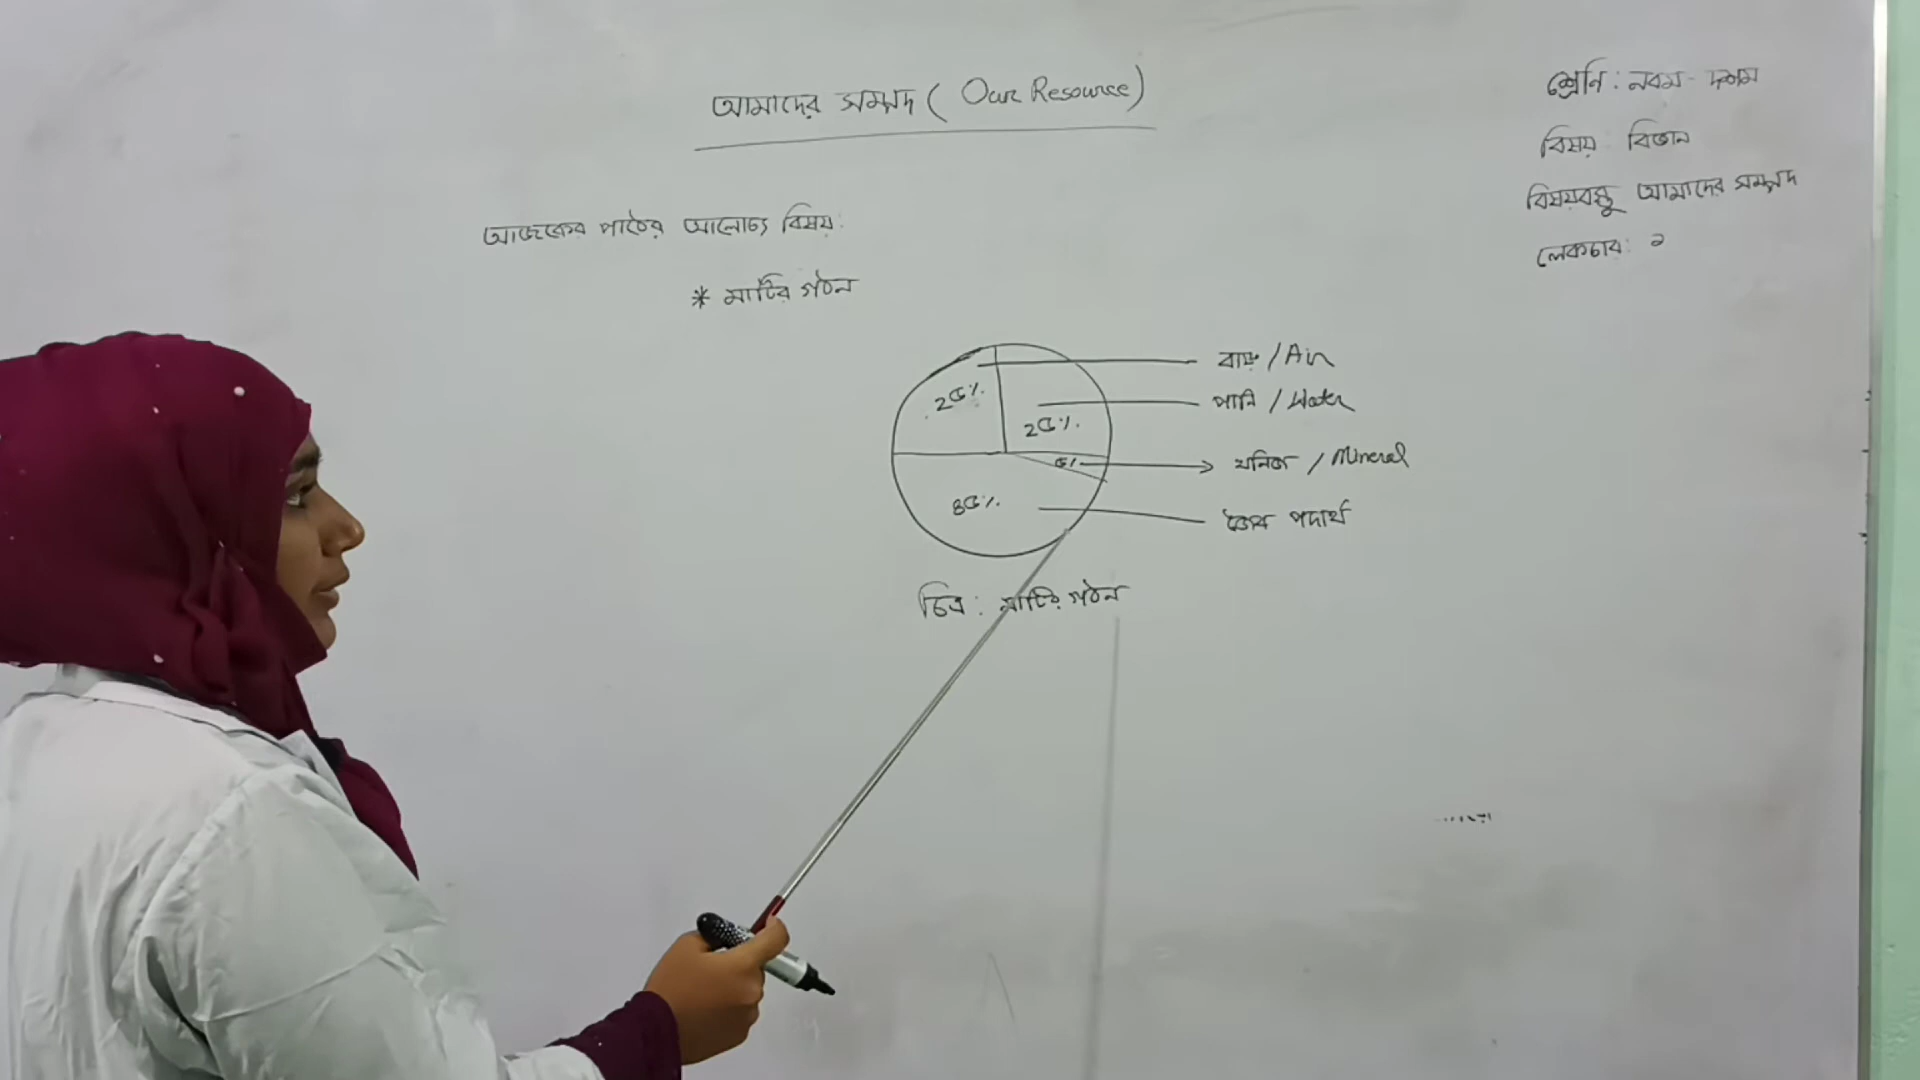 আমাদের সম্পদ ( Our Resource)
শ্রেণি : নবম - দশম
বিষয় : বিজ্ঞান
বিষয়বস্তু আমাদের সম্পদ
লেকচার : ১
আজকের পাঠের আলোচ্য বিষয় :
* মাটির গঠন
২৫%
বায়ু / Air
পানি / Water
২৫%
৫%
খনিজ / Mineral
৪৫%
জৈব পদার্থ
চিত্র : মাটির গঠন